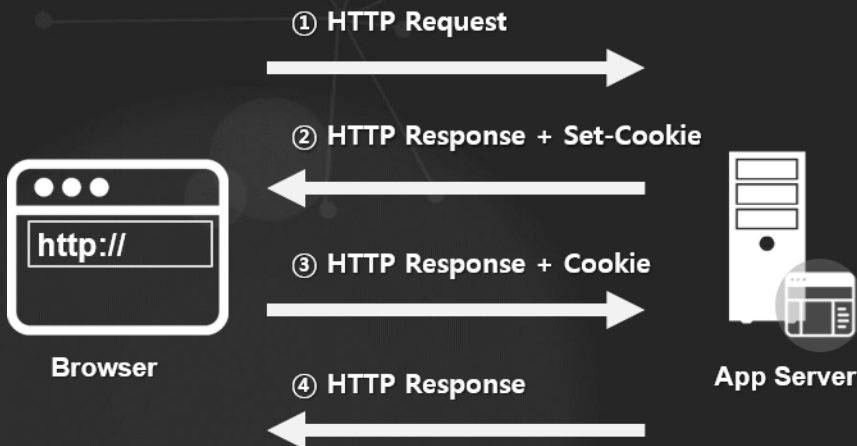 ① HTTP Request
② HTTP Response + Set-Cookie
http://
③ HTTP Response + Cookie
Browser
App Server
④ HTTP Response